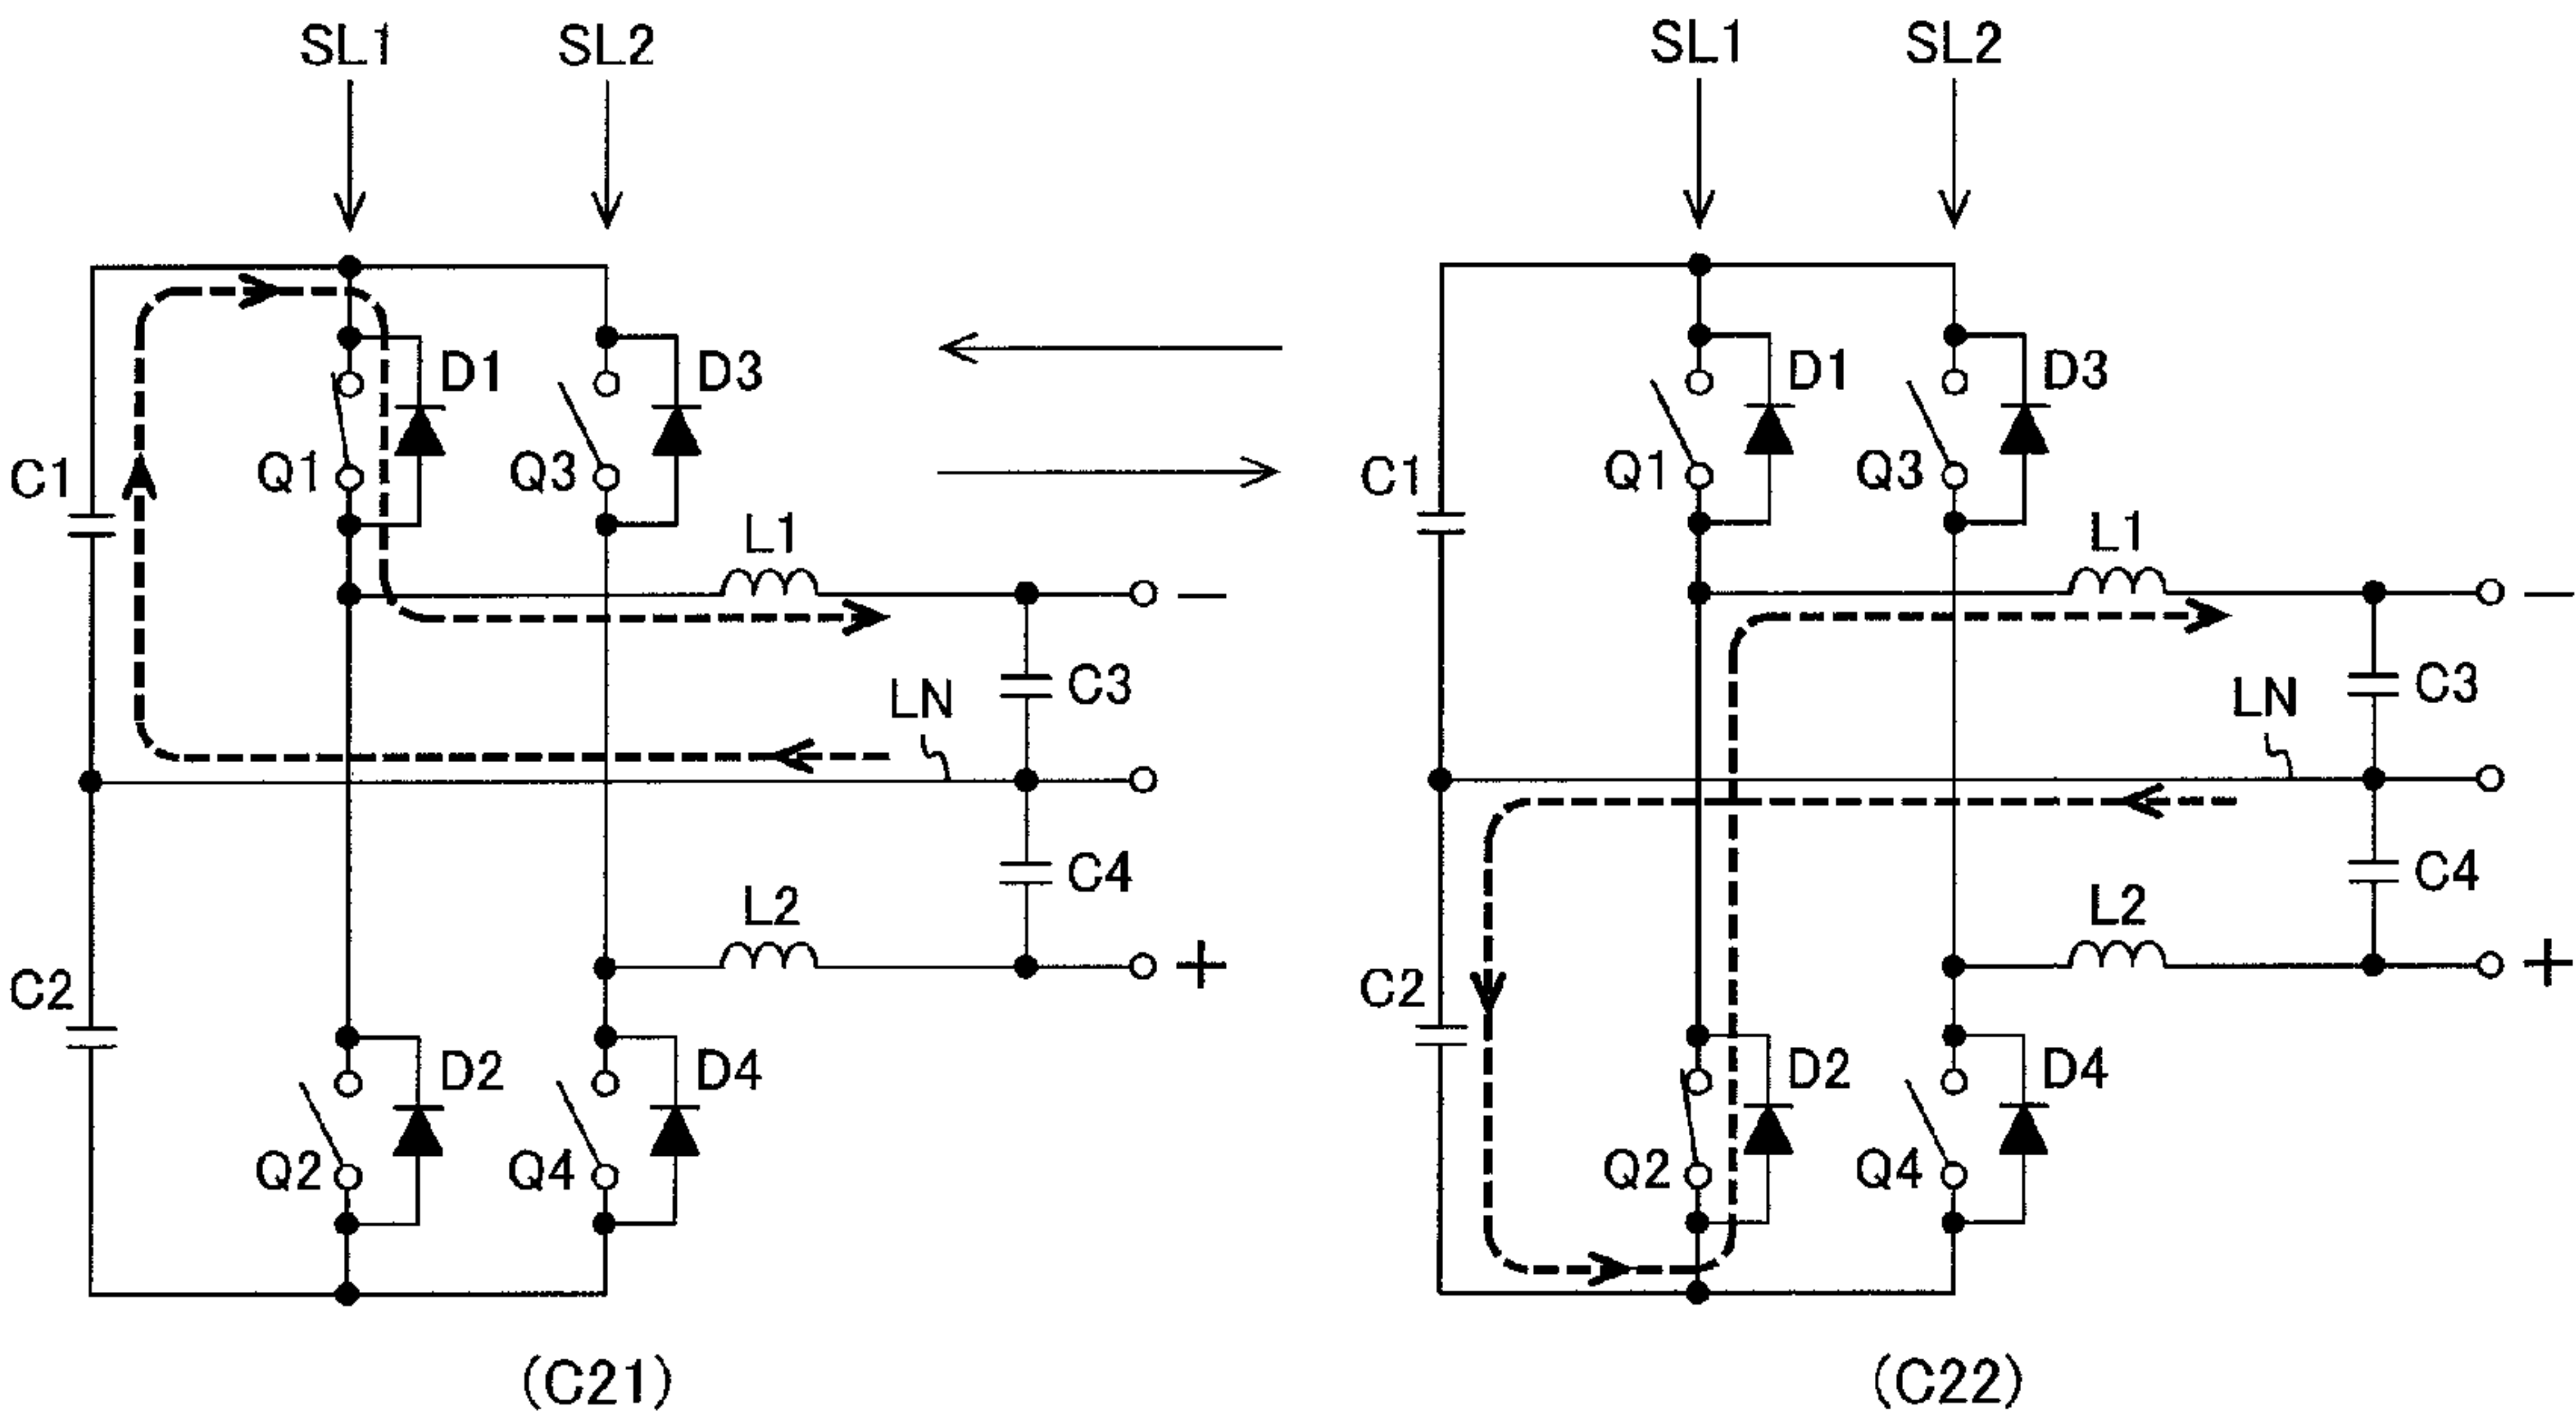 SL1 SL2 SL1 SL2
D1 D3 D1 D3
C1 Q1 Q3 C1 Q1 Q3
L1 L1
− −
LN C3 LN C3
C4 C4
L2 L2
+ +
C2 C2
D2 D4 D2 D4
Q2 Q4 Q2 Q4
(C21) (C22)